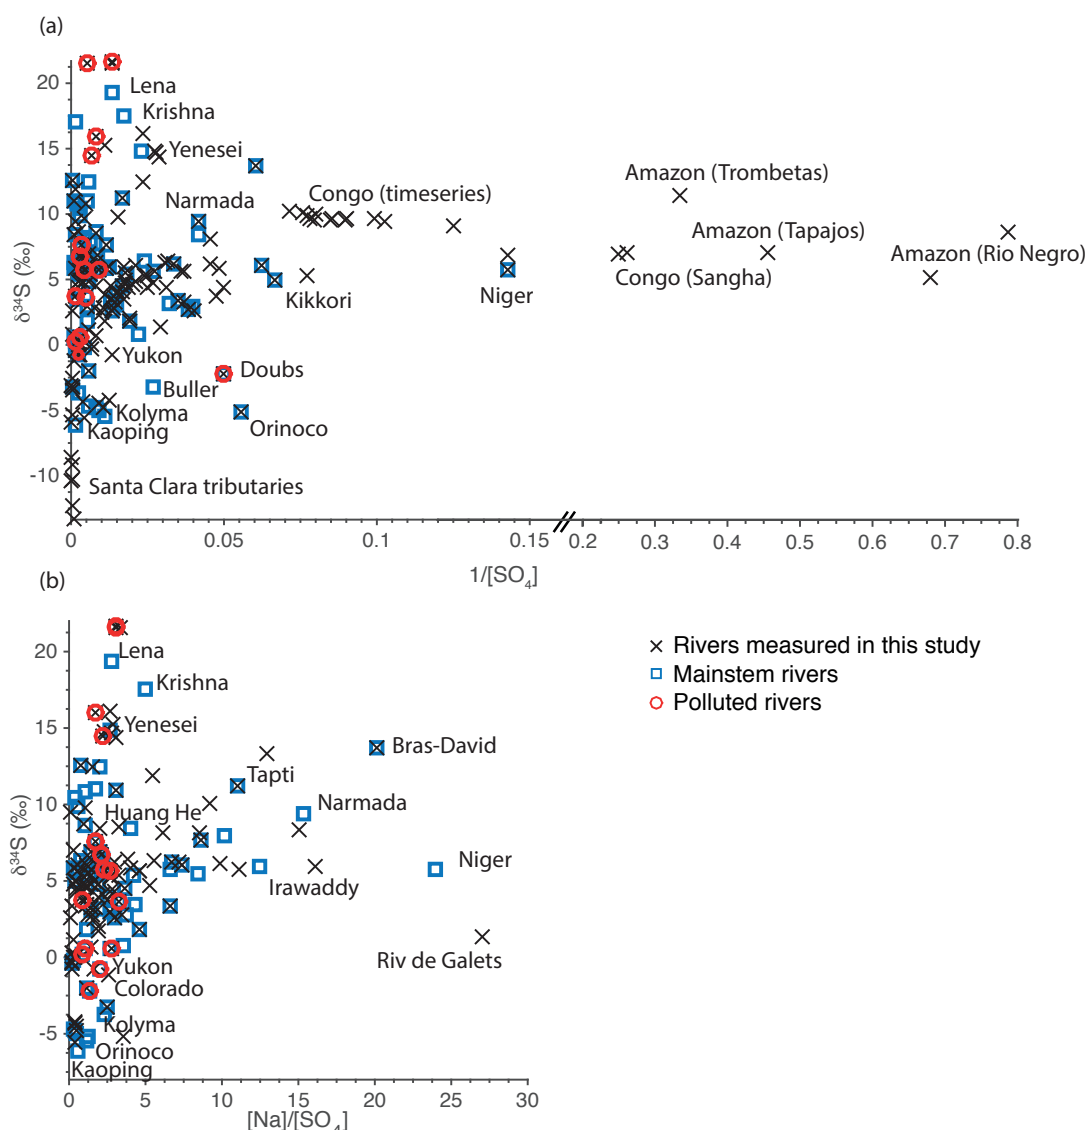 (a)
δ³⁴S (‰)
20
15
10
5
0
-5
-10
Lena
Krishna
Yenesei
Narmada
Congo (timeseries)
Amazon (Trombetas)
Amazon (Tapajos)
Amazon (Rio Negro)
Congo (Sangha)
Kikkori
Niger
Yukon
Doubs
Buller
Kolyma
Orinoco
Kaoping
Santa Clara tributaries
0 0.05 0.1 0.15 0.2 0.3 0.4 0.5 0.6 0.7 0.8
1/[SO₄]
(b)
δ³⁴S (‰)
20
15
10
5
0
-5
Lena
Krishna
Yenesei
Bras-David
Tapti
Narmada
Huang He
Niger
Irawaddy
Riv de Galets
Yukon
Colorado
Kolyma
Orinoco
Kaoping
0 5 10 15 20 25 30
[Na]/[SO₄]
Rivers measured in this study
Mainstem rivers
Polluted rivers